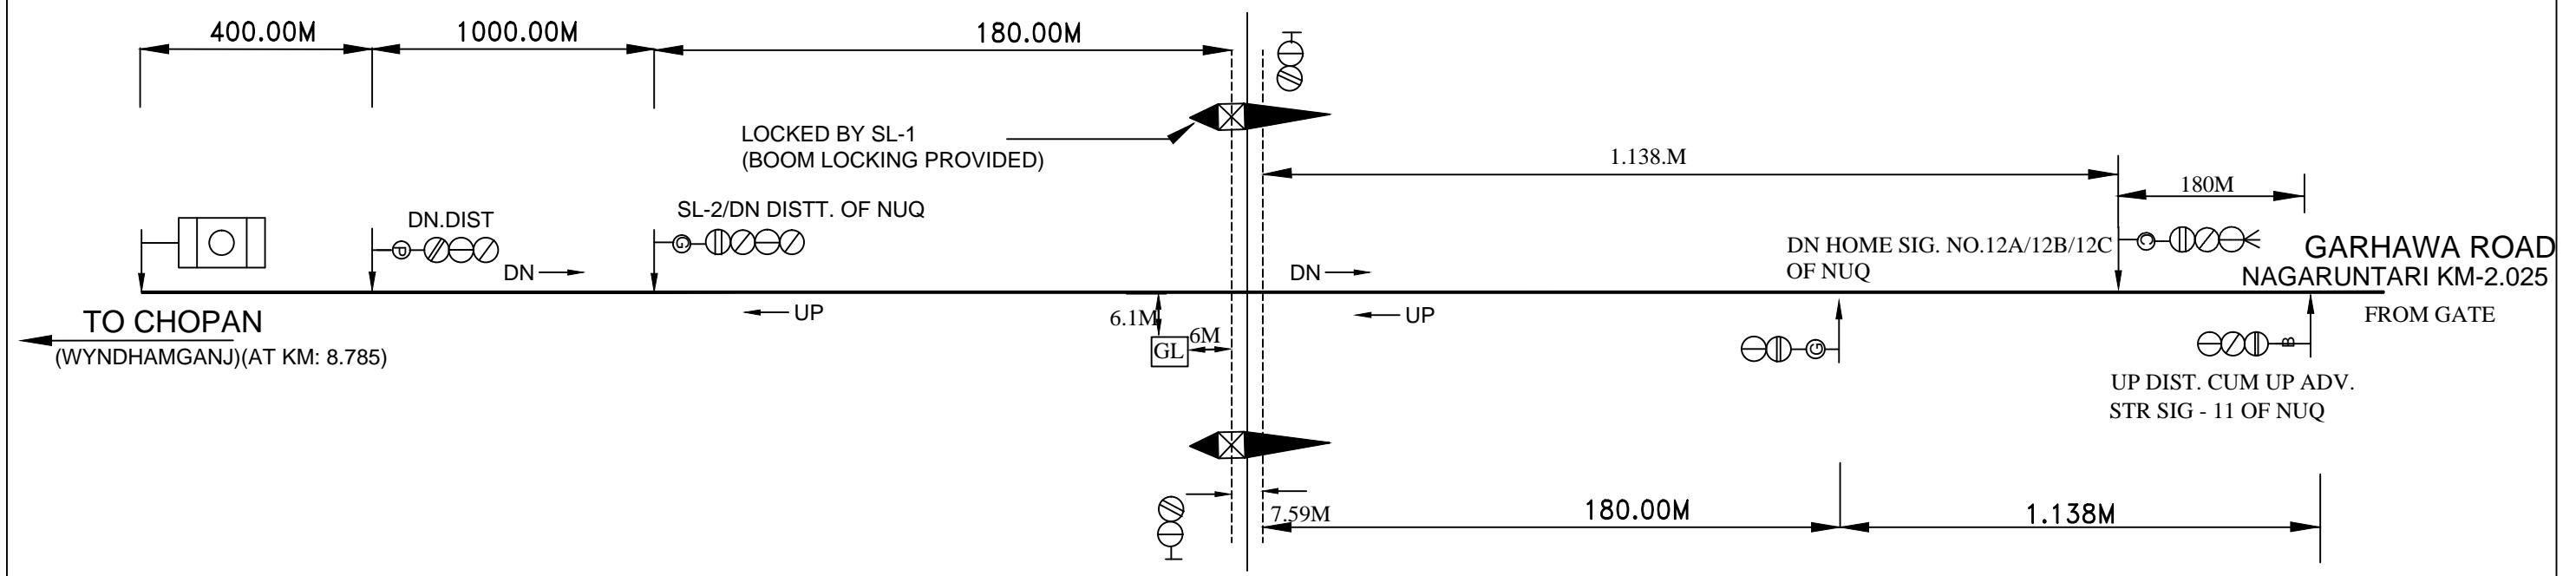 400.00M
1000.00M
180.00M
LOCKED BY SL-1
(BOOM LOCKING PROVIDED)
1.138.M
180M
DN.DIST
SL-2/DN DISTT. OF NUQ
P
G
C
DN HOME SIG. NO.12A/12B/12C
OF NUQ
GARHAWA ROAD
NAGARUNTARI KM-2.025
FROM GATE
DN
DN
UP
UP
TO CHOPAN
(WYNDHAMGANJ)(AT KM: 8.785)
6.1M
6M
GL
G
B
UP DIST. CUM UP ADV.
STR SIG - 11 OF NUQ
7.59M
180.00M
1.138M